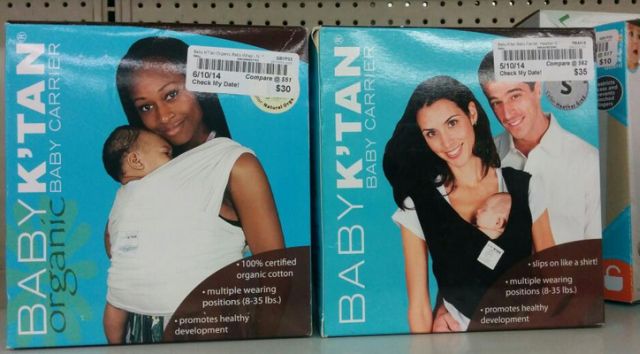 BABY K'TAN
organic BABY CARRIER
®
6/10/14
Check My Date!
Compare @ $51
$30
• 100% certified
organic cotton
• multiple wearing
positions (8-35 lbs.)
• promotes healthy
development
BABY K'TAN
BABY CARRIER
®
5/10/14
Check My Date!
Compare @ $62
$35
S
• slips on like a shirt!
• multiple wearing
positions (8-35 lbs.)
• promotes healthy
development
$10